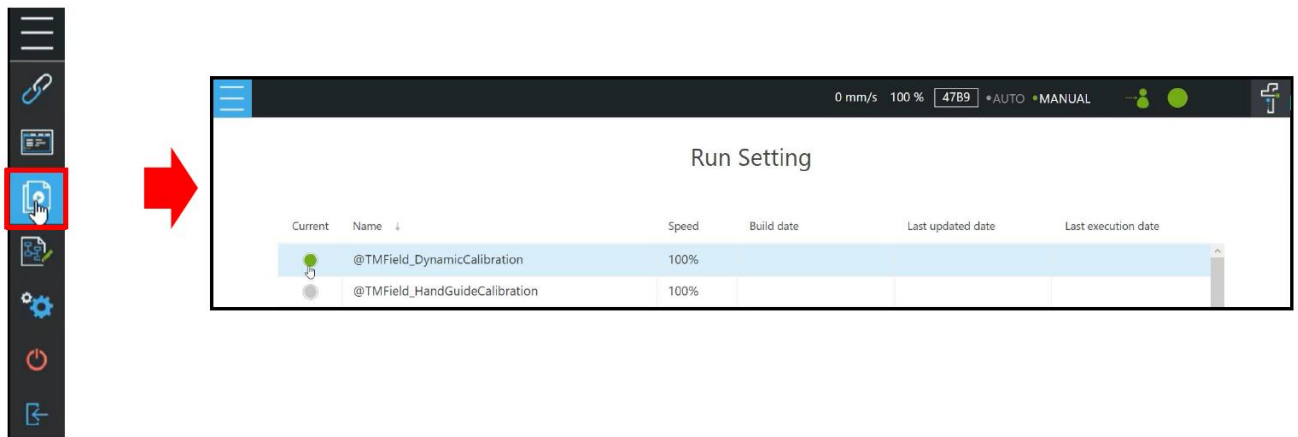 0 mm/s 100 % 47B9 •AUTO •MANUAL
Run Setting
Current Name ↓ Speed Build date Last updated date Last execution date
@TMField_DynamicCalibration 100%
@TMField_HandGuideCalibration 100%